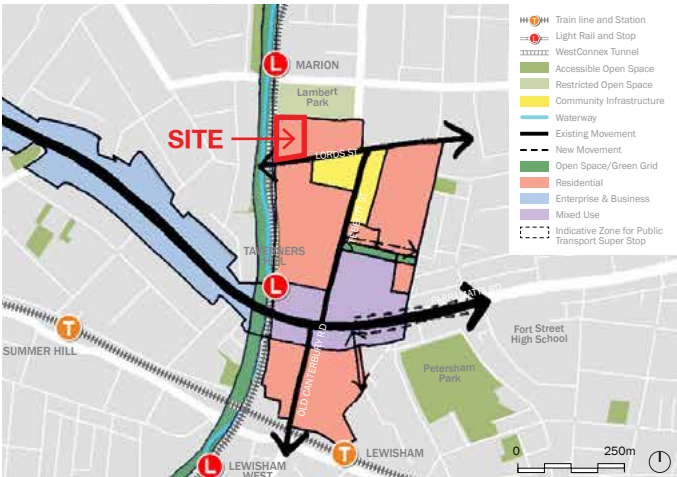 Train line and Station
Light Rail and Stop
WestConnex Tunnel
Accessible Open Space
Restricted Open Space
Community Infrastructure
Waterway
Existing Movement
New Movement
Open Space/Green Grid
Residential
Enterprise & Business
Mixed Use
Indicative Zone for Public
Transport Super Stop
T
L
L
MARION
Lambert
Park
SITE
LORDS ST
L
T
SUMMER HILL
OLD CANTERBURY RD
Fort Street
High School
Petersham
Park
T
LEWISHAM
L
LEWISHAM
WEST
0
250m